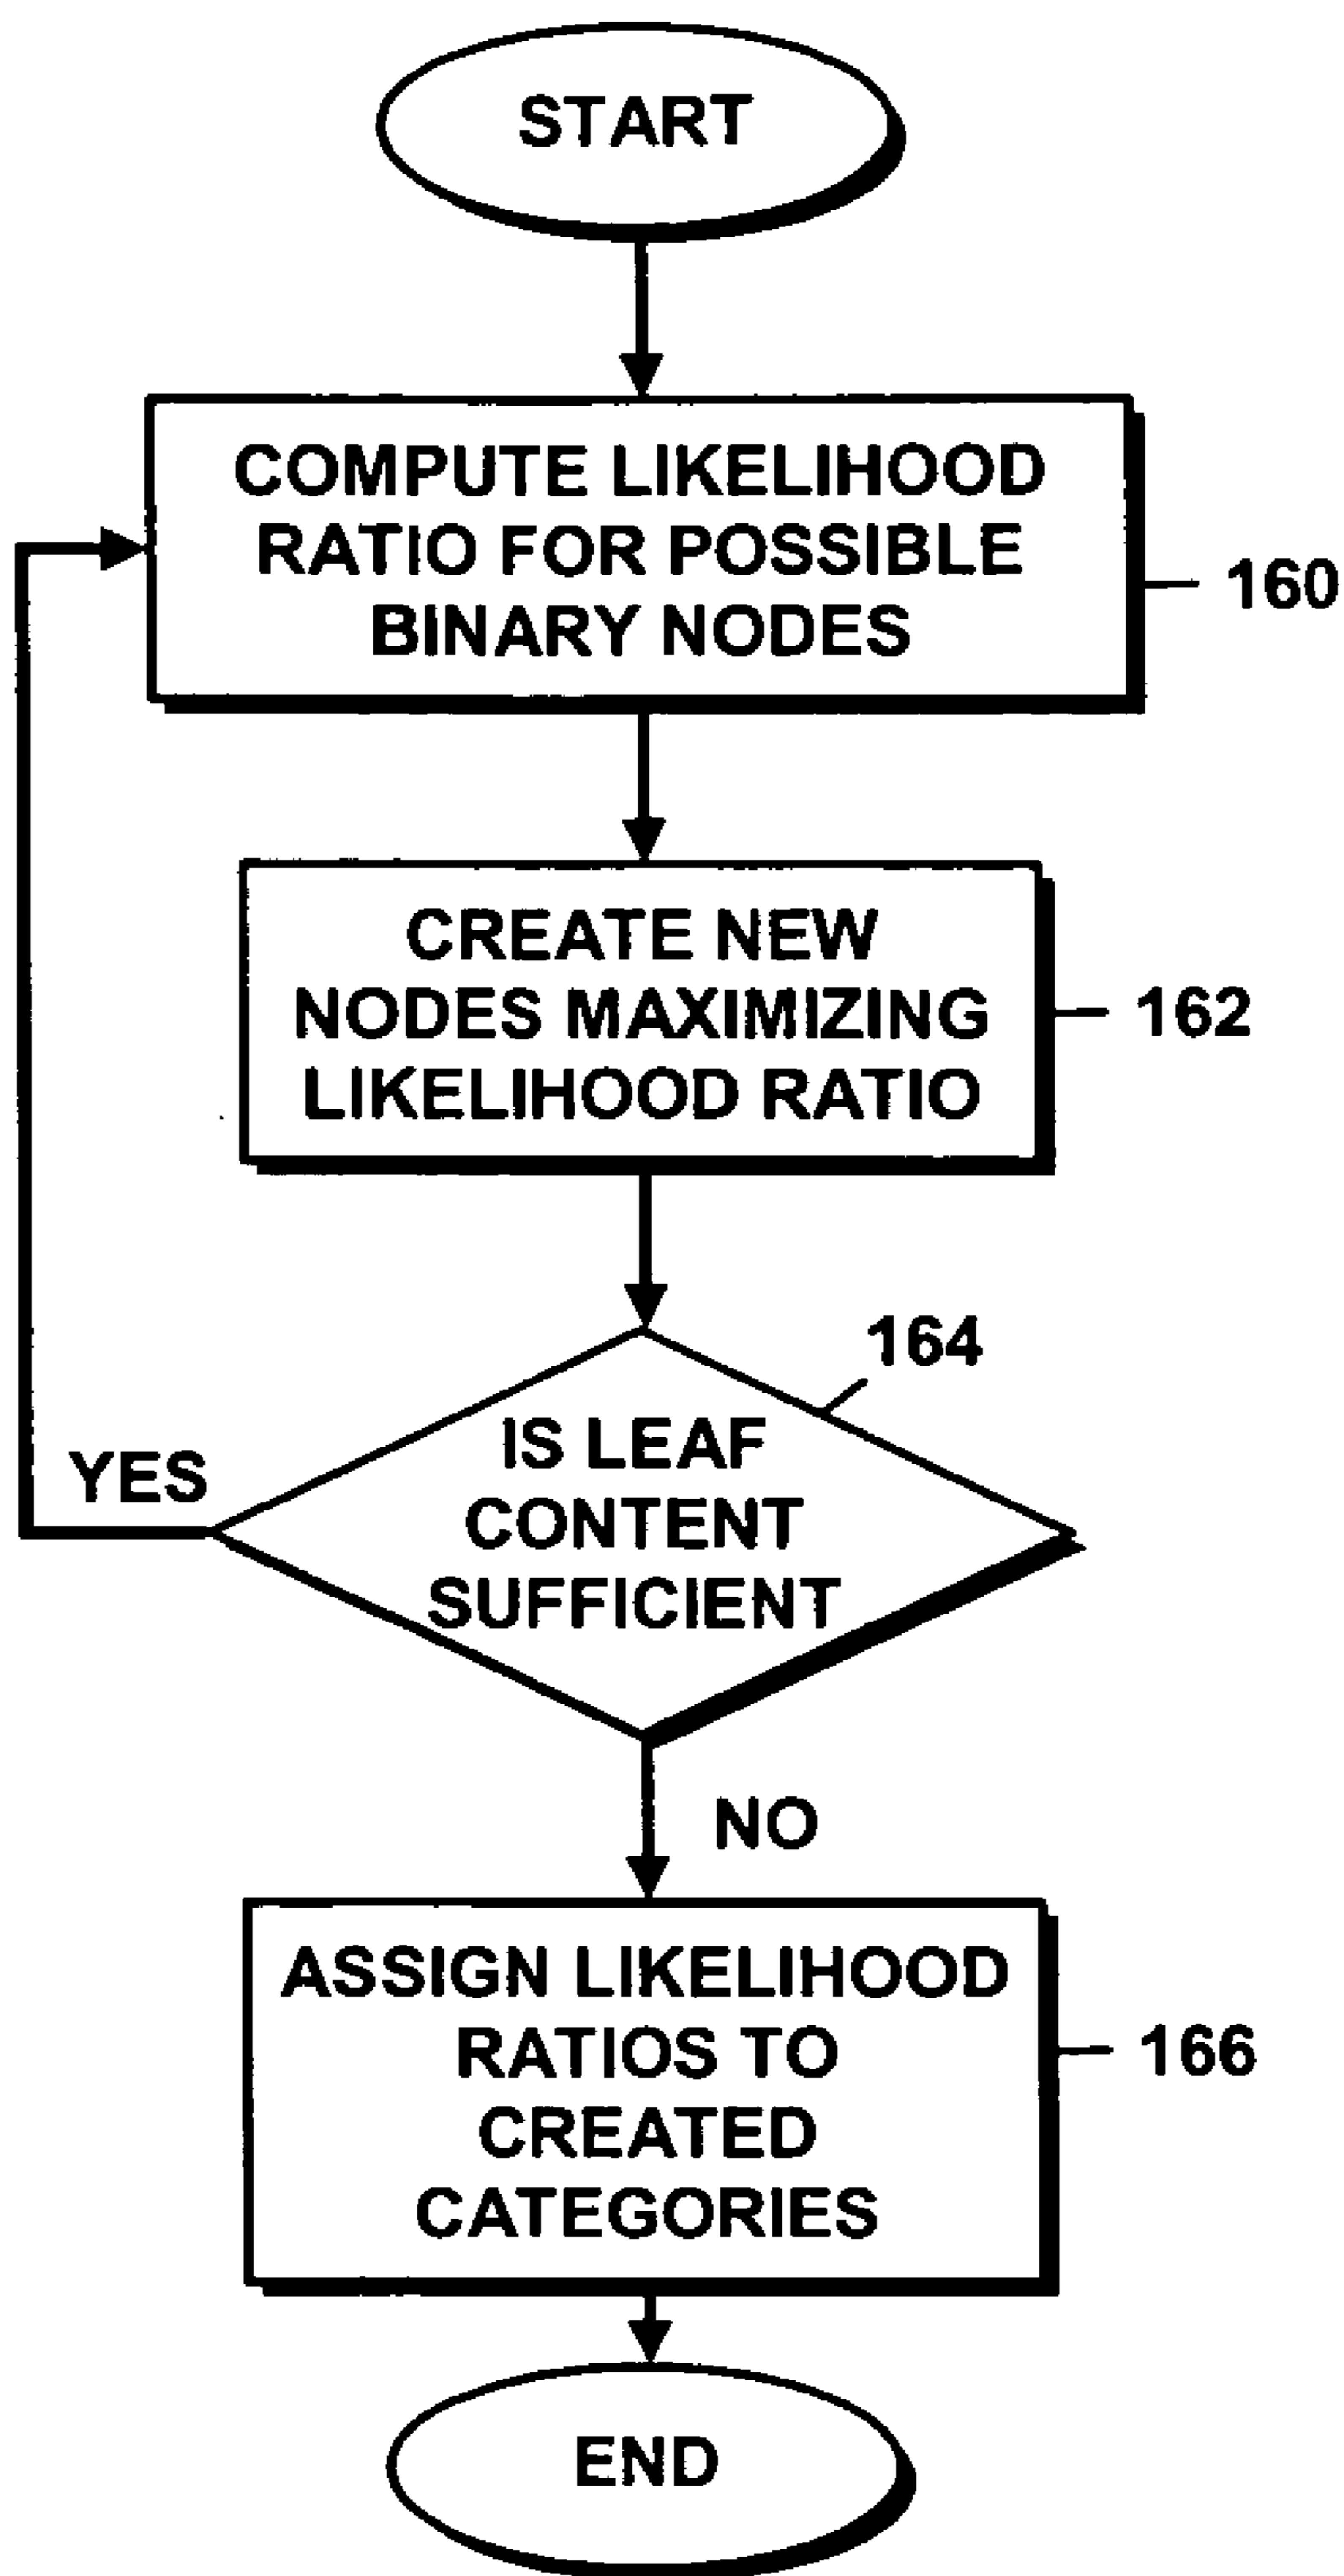 START
COMPUTE LIKELIHOOD
RATIO FOR POSSIBLE
BINARY NODES
160
CREATE NEW
NODES MAXIMIZING
LIKELIHOOD RATIO
162
164
IS LEAF
CONTENT
SUFFICIENT
YES
NO
ASSIGN LIKELIHOOD
RATIOS TO
CREATED
CATEGORIES
166
END